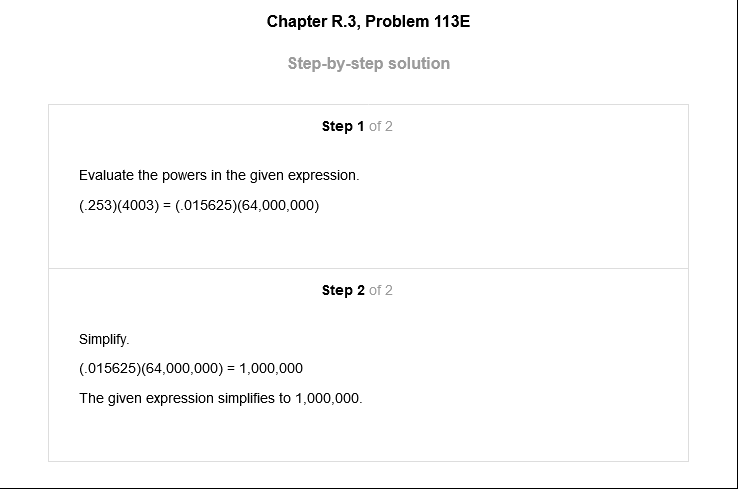 Chapter R.3, Problem 113E
Step-by-step solution
Step 1 of 2
Evaluate the powers in the given expression.
(.253)(4003) = (.015625)(64,000,000)
Step 2 of 2
Simplify.
(.015625)(64,000,000) = 1,000,000
The given expression simplifies to 1,000,000.